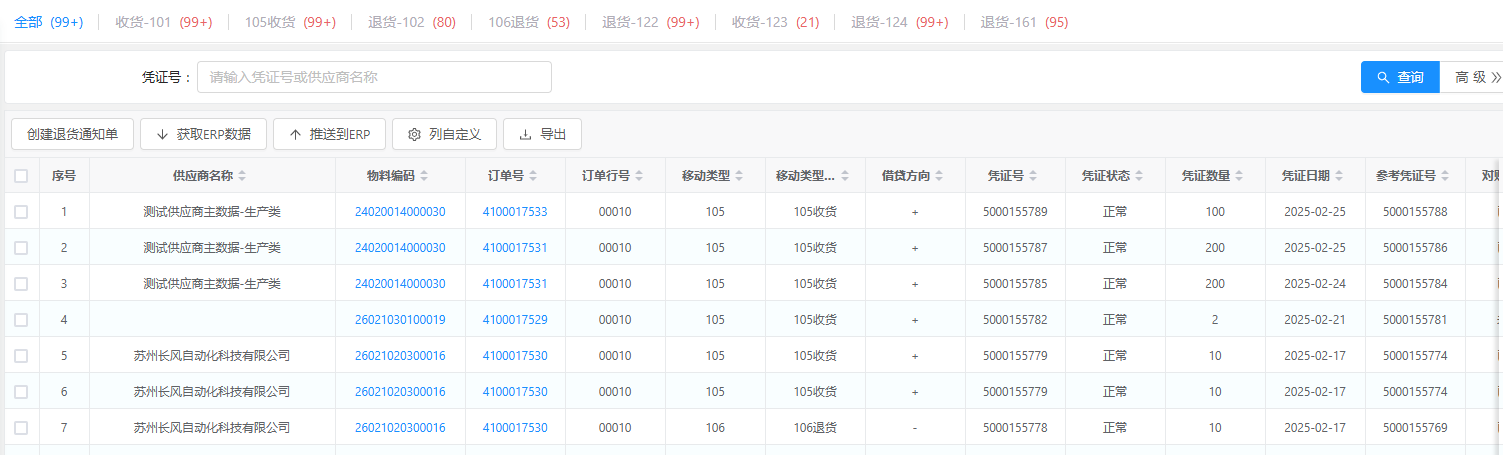 全部 (99+) 收货-101 (99+) 105收货 (99+) 退货-102 (80) 106退货 (53) 退货-122 (99+) 收货-123 (21) 退货-124 (99+) 退货-161 (95)
凭证号： 请输入凭证号或供应商名称 查询 高级
创建退货通知单 获取ERP数据 推送到ERP 列自定义 导出
序号 供应商名称 物料编码 订单号 订单行号 移动类型 移动类型... 借贷方向 凭证号 凭证状态 凭证数量 凭证日期 参考凭证号
1 测试供应商主数据-生产类 24020014000030 4100017533 00010 105 105收货 + 5000155789 正常 100 2025-02-25 5000155788
2 测试供应商主数据-生产类 24020014000030 4100017531 00010 105 105收货 + 5000155787 正常 200 2025-02-25 5000155786
3 测试供应商主数据-生产类 24020014000030 4100017531 00010 105 105收货 + 5000155785 正常 200 2025-02-24 5000155784
4 26021030100019 4100017529 00010 105 105收货 + 5000155782 正常 2 2025-02-21 5000155781
5 苏州长风自动化科技有限公司 26021020300016 4100017530 00010 105 105收货 + 5000155779 正常 10 2025-02-17 5000155774
6 苏州长风自动化科技有限公司 26021020300016 4100017530 00010 105 105收货 + 5000155779 正常 10 2025-02-17 5000155774
7 苏州长风自动化科技有限公司 26021020300016 4100017530 00010 106 106退货 - 5000155778 正常 10 2025-02-17 5000155769